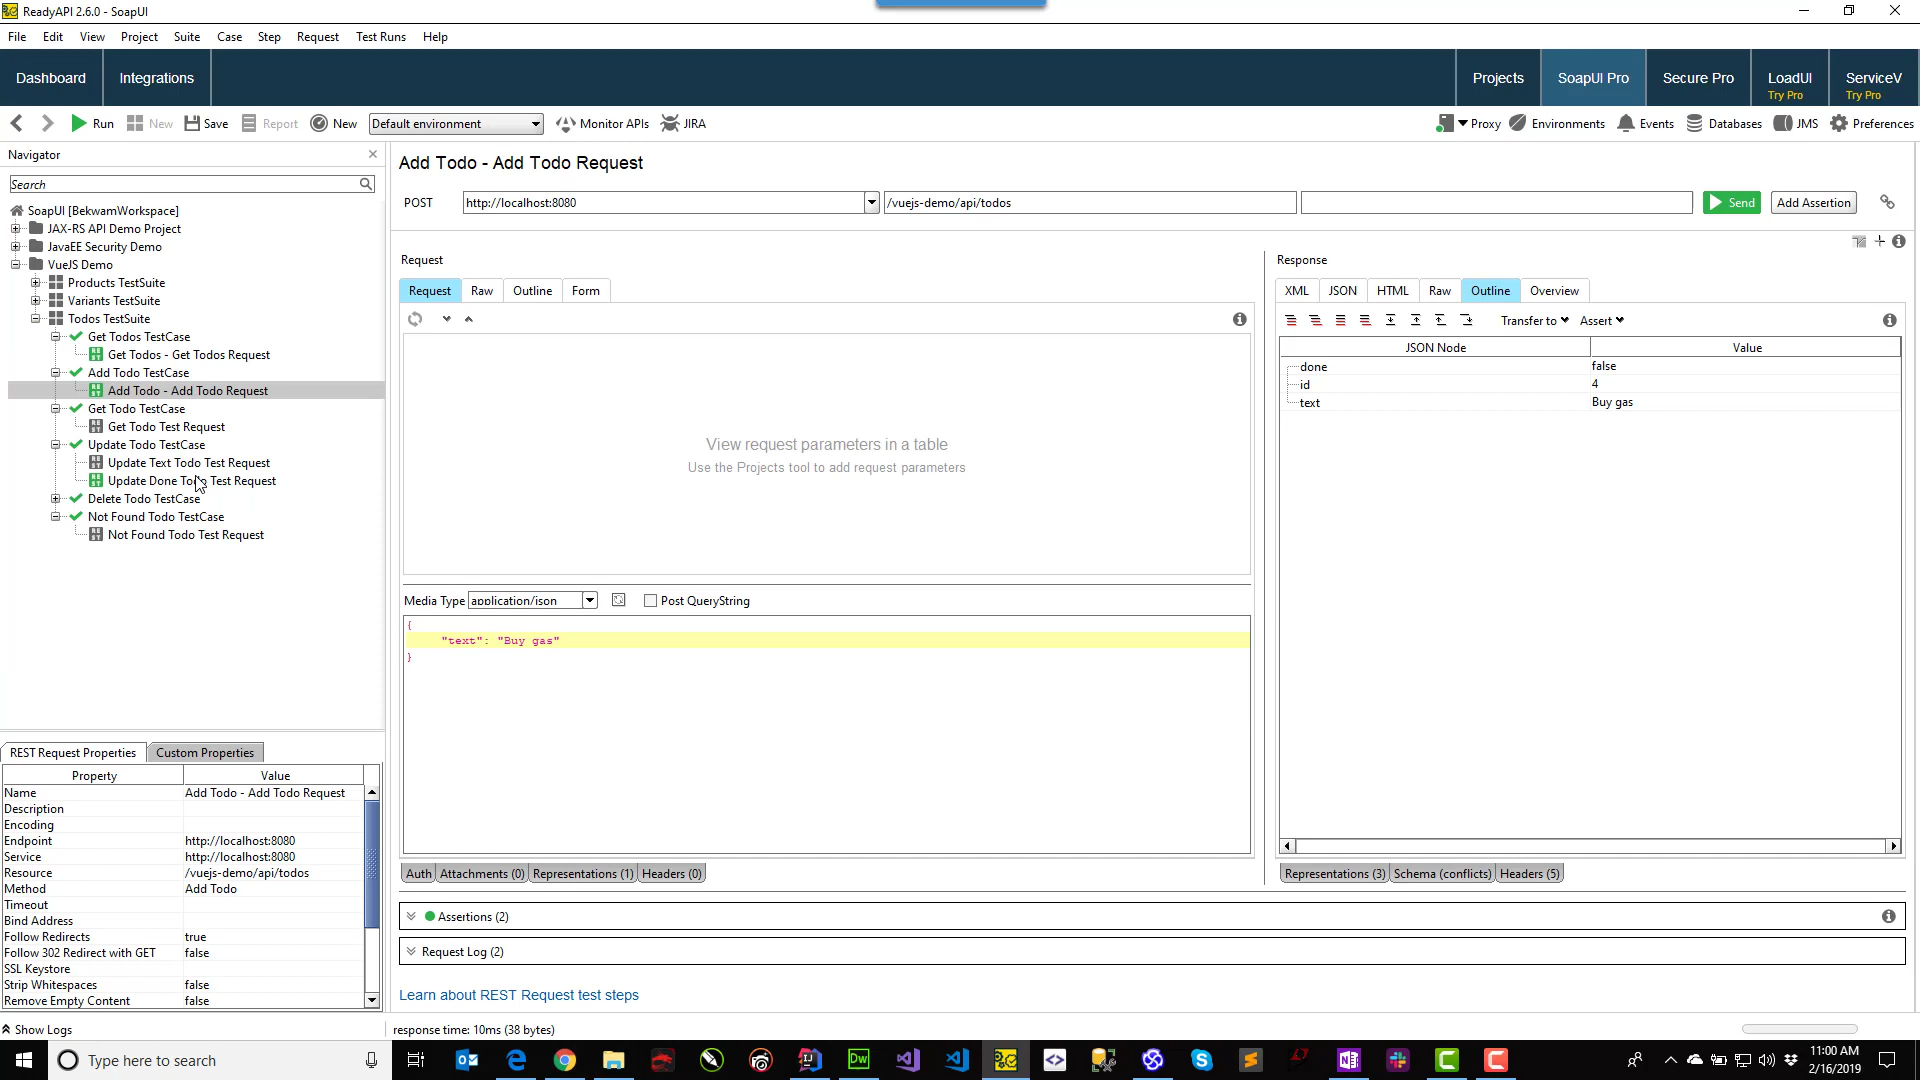 ReadyAPI 2.6.0 - SoapUI
File Edit View Project Suite Case Step Request Test Runs Help
Dashboard Integrations Projects SoapUI Pro Secure Pro LoadUI Try Pro ServiceV Try Pro
Run New Save Report New Default environment Monitor APIs JIRA Proxy Environments Events Databases JMS Preferences
Navigator
Search
SoapUI [BekwamWorkspace]
JAX-RS API Demo Project
JavaEE Security Demo
VueJS Demo
Products TestSuite
Variants TestSuite
Todos TestSuite
Get Todos TestCase
Get Todos - Get Todos Request
Add Todo TestCase
Add Todo - Add Todo Request
Get Todo TestCase
Get Todo Test Request
Update Todo TestCase
Update Text Todo Test Request
Update Done Todo Test Request
Delete Todo TestCase
Not Found Todo TestCase
Not Found Todo Test Request
REST Request Properties Custom Properties
Property Value
Name Add Todo - Add Todo Request
Description
Encoding
Endpoint http://localhost:8080
Service http://localhost:8080
Resource /vuejs-demo/api/todos
Method Add Todo
Timeout
Bind Address
Follow Redirects true
Follow 302 Redirect with GET false
SSL Keystore
Strip Whitespaces false
Remove Empty Content false
Show Logs
Add Todo - Add Todo Request
POST http://localhost:8080 /vuejs-demo/api/todos Send Add Assertion
Request
Request Raw Outline Form
View request parameters in a table
Use the Projects tool to add request parameters
Media Type application/json Post QueryString
{
"text": "Buy gas"
}
Auth Attachments (0) Representations (1) Headers (0)
Response
XML JSON HTML Raw Outline Overview
Transfer to Assert
JSON Node Value
done false
id 4
text Buy gas
Representations (3) Schema (conflicts) Headers (5)
Assertions (2)
Request Log (2)
Learn about REST Request test steps
response time: 10ms (38 bytes)
Type here to search
11:00 AM
2/16/2019